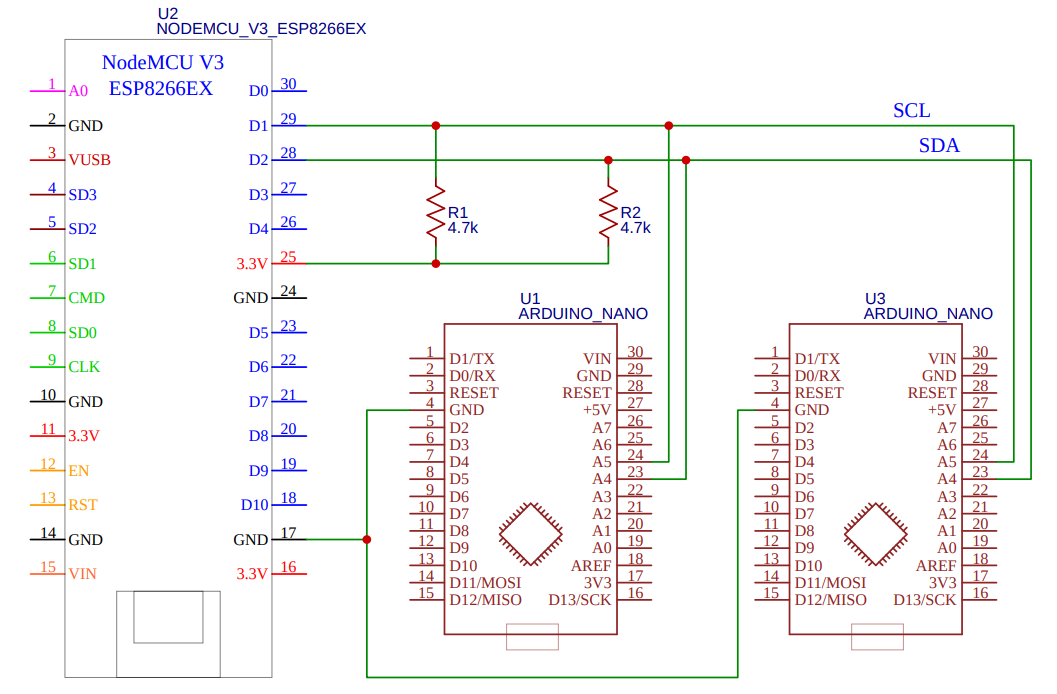 U2
NODEMCU_V3_ESP8266EX
NodeMCU V3
ESP8266EX
1 A0 D0 30
2 GND D1 29
3 VUSB D2 28
4 SD3 D3 27
5 SD2 D4 26
6 SD1 3.3V 25
7 CMD GND 24
8 SD0 D5 23
9 CLK D6 22
10 GND D7 21
11 3.3V D8 20
12 EN D9 19
13 RST D10 18
14 GND GND 17
15 VIN 3.3V 16
SCL
SDA
R1
4.7k
R2
4.7k
U1
ARDUINO_NANO
1 D1/TX VIN 30
2 D0/RX GND 29
3 RESET RESET 28
4 GND +5V 27
5 D2 A7 26
6 D3 A6 25
7 D4 A5 24
8 D5 A4 23
9 D6 A3 22
10 D7 A2 21
11 D8 A1 20
12 D9 A0 19
13 D10 AREF 18
14 D11/MOSI 3V3 17
15 D12/MISO D13/SCK 16
U3
ARDUINO_NANO
1 D1/TX VIN 30
2 D0/RX GND 29
3 RESET RESET 28
4 GND +5V 27
5 D2 A7 26
6 D3 A6 25
7 D4 A5 24
8 D5 A4 23
9 D6 A3 22
10 D7 A2 21
11 D8 A1 20
12 D9 A0 19
13 D10 AREF 18
14 D11/MOSI 3V3 17
15 D12/MISO D13/SCK 16